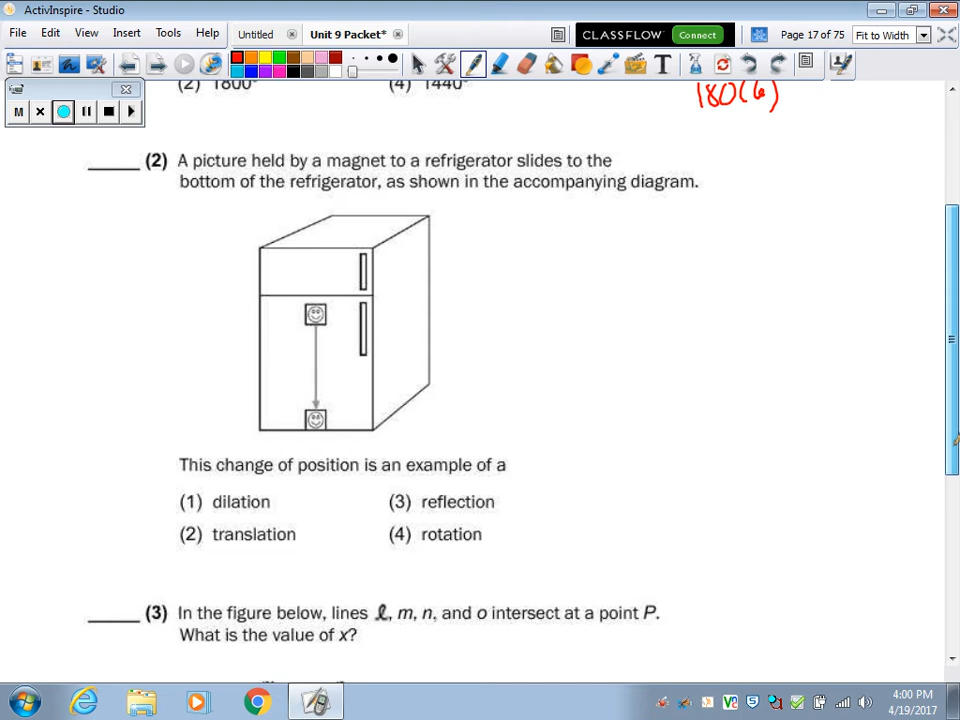 ActivInspire - Studio
File Edit View Insert Tools Help Untitled Unit 9 Packet* CLASSFLOW Connect Page 17 of 75 Fit to Width
(2) 1800° (4) 1440° 180(6)
M
(2) A picture held by a magnet to a refrigerator slides to the
bottom of the refrigerator, as shown in the accompanying diagram.
This change of position is an example of a
(1) dilation (3) reflection
(2) translation (4) rotation
(3) In the figure below, lines ℓ, m, n, and o intersect at a point P.
What is the value of x?
4:00 PM
4/19/2017